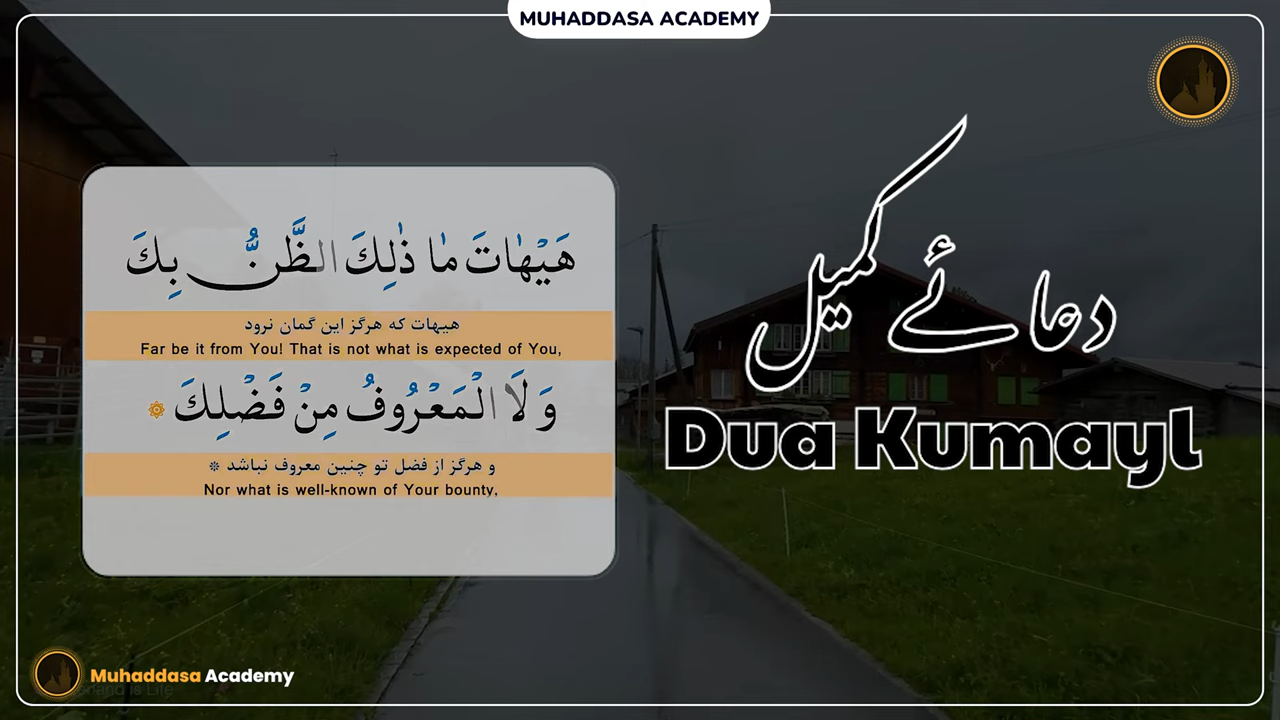 MUHADDASA ACADEMY
هَيْهٰاتَ مٰا ذٰلِكَ الظَّنُّ بِكَ
هیهات که هرگز این گمان نرود
Far be it from You! That is not what is expected of You,
وَ لَا الْمَعْرُوفُ مِنْ فَضْلِكَ ۞
و هرگز از فضل تو چنین معروف نباشد *
Nor what is well-known of Your bounty,
دعائے کمیل
Dua Kumayl
Muhaddasa Academy